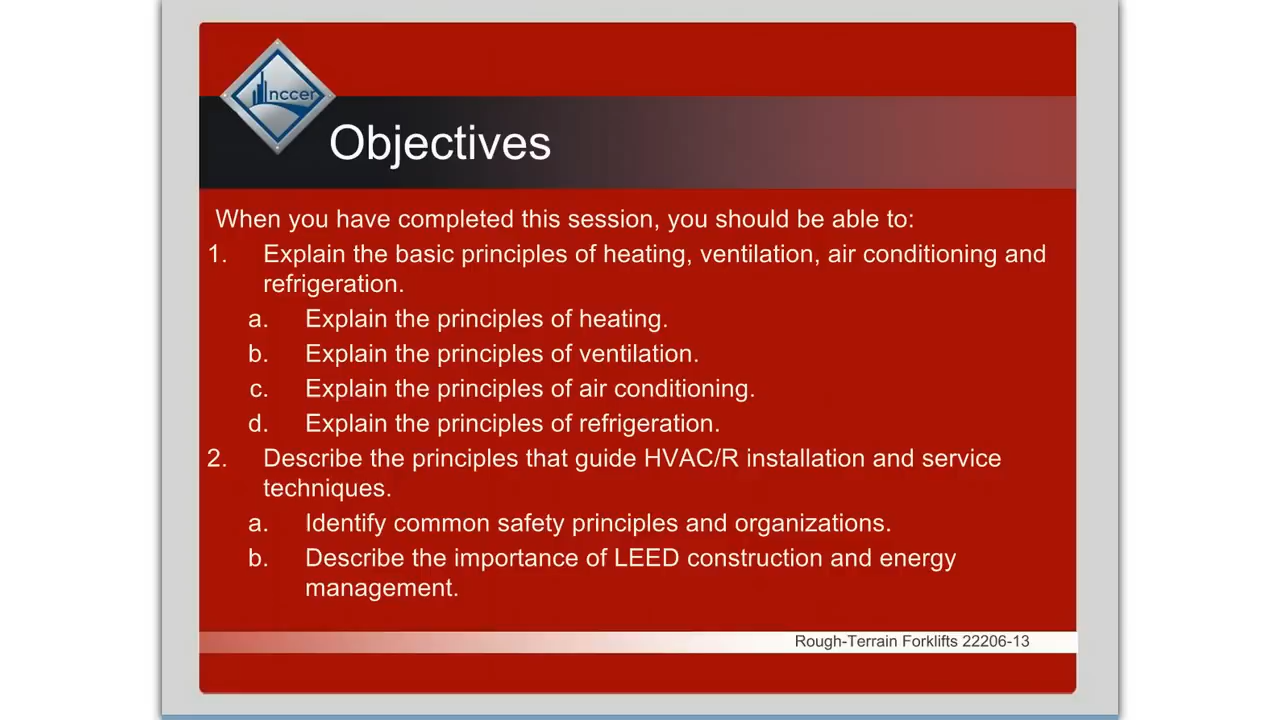 nccer
Objectives
When you have completed this session, you should be able to:
1. Explain the basic principles of heating, ventilation, air conditioning and
refrigeration.
a. Explain the principles of heating.
b. Explain the principles of ventilation.
c. Explain the principles of air conditioning.
d. Explain the principles of refrigeration.
2. Describe the principles that guide HVAC/R installation and service
techniques.
a. Identify common safety principles and organizations.
b. Describe the importance of LEED construction and energy
management.
Rough-Terrain Forklifts 22206-13